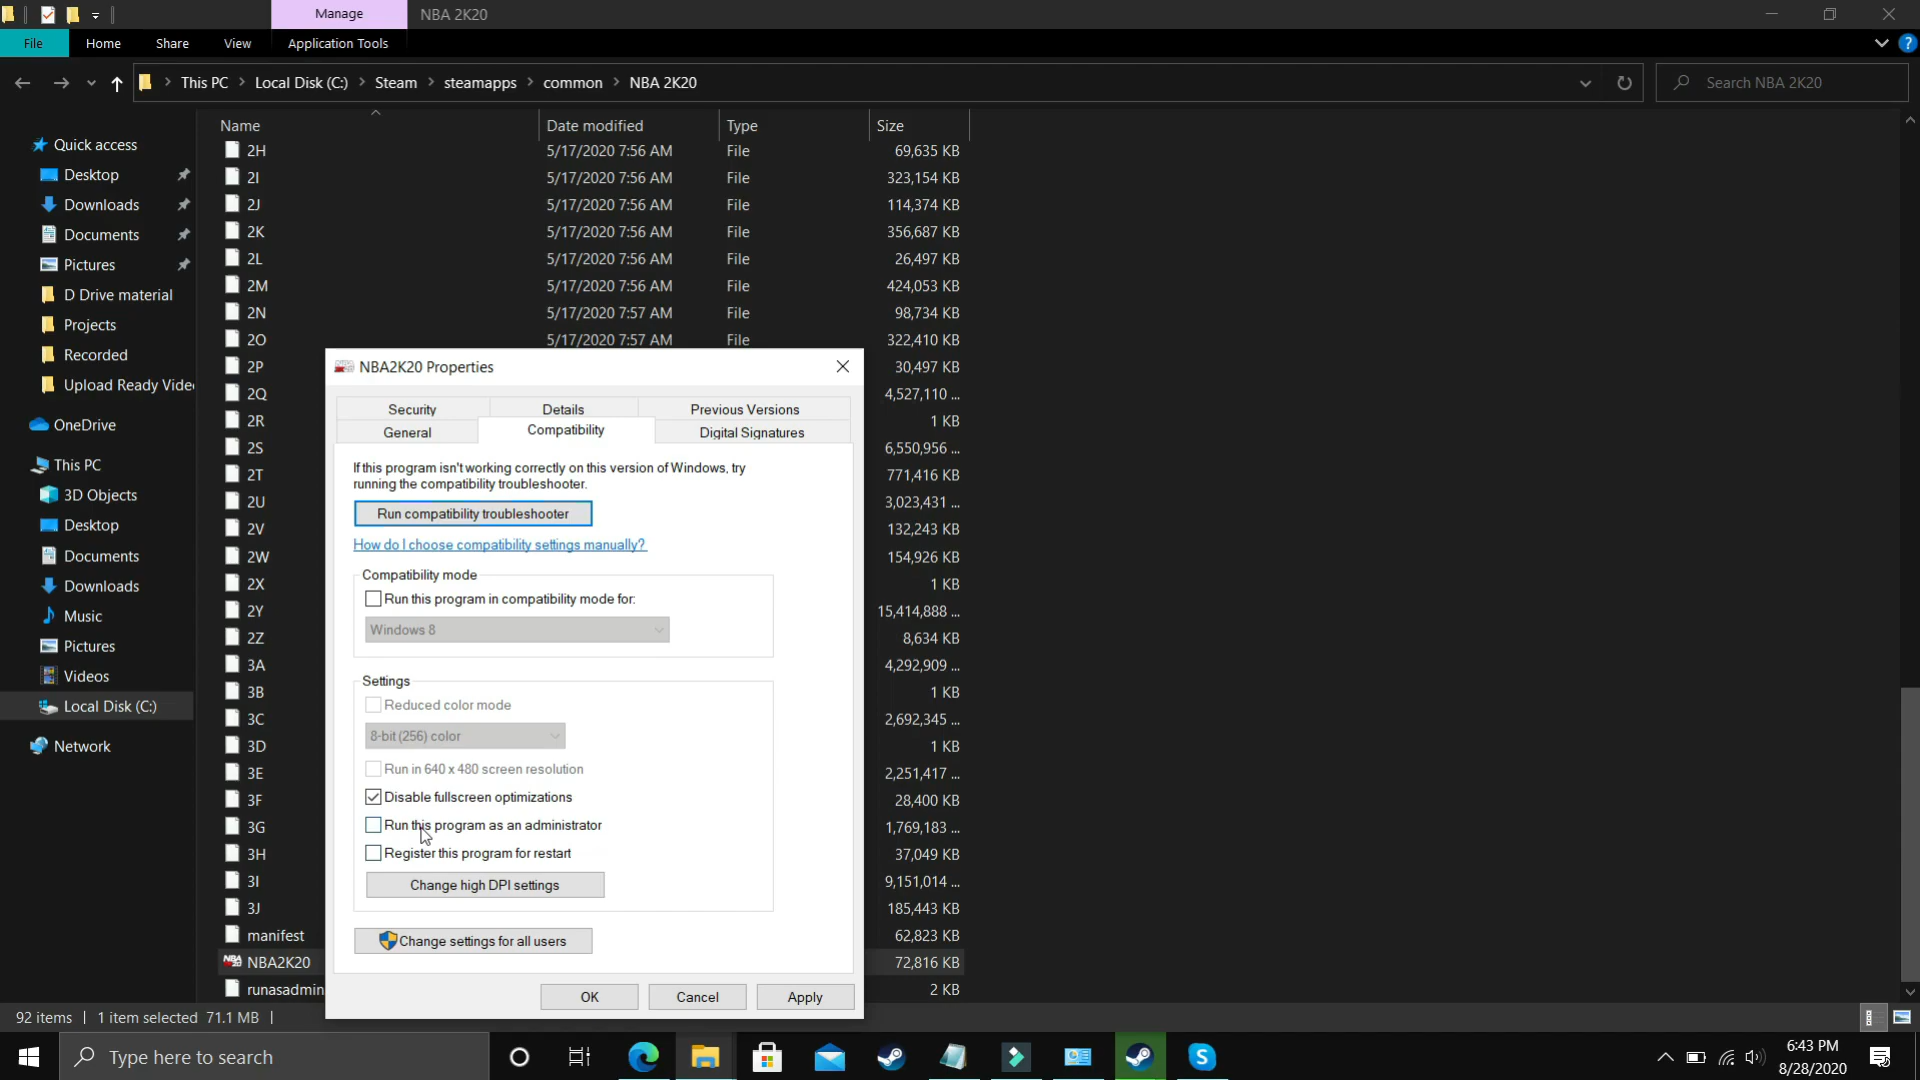 Manage
NBA 2K20
File
Home
Share
View
Application Tools
This PC
Local Disk (C:)
Steam
steamapps
common
NBA 2K20
Search NBA 2K20
Name
Date modified
Type
Size
Quick access
Desktop
Downloads
Documents
Pictures
D Drive material
Projects
Recorded
Upload Ready Vide
OneDrive
This PC
3D Objects
Desktop
Documents
Downloads
Music
Pictures
Videos
Local Disk (C:)
Network
2H 5/17/2020 7:56 AM File 69,635 KB
2I 5/17/2020 7:56 AM File 323,154 KB
2J 5/17/2020 7:56 AM File 114,374 KB
2K 5/17/2020 7:56 AM File 356,687 KB
2L 5/17/2020 7:56 AM File 26,497 KB
2M 5/17/2020 7:56 AM File 424,053 KB
2N 5/17/2020 7:57 AM File 98,734 KB
2O 5/17/2020 7:57 AM File 322,410 KB
2P 30,497 KB
2Q 4,527,110 ...
2R 1 KB
2S 6,550,956 ...
2T 771,416 KB
2U 3,023,431 ...
2V 132,243 KB
2W 154,926 KB
2X 1 KB
2Y 15,414,888 ...
2Z 8,634 KB
3A 4,292,909 ...
3B 1 KB
3C 2,692,345 ...
3D 1 KB
3E 2,251,417 ...
3F 28,400 KB
3G 1,769,183 ...
3H 37,049 KB
3I 9,151,014 ...
3J 185,443 KB
manifest 62,823 KB
NBA2K20 72,816 KB
runasadmin 2 KB
NBA2K20 Properties
Security
Details
Previous Versions
General
Compatibility
Digital Signatures
If this program isn't working correctly on this version of Windows, try
running the compatibility troubleshooter.
Run compatibility troubleshooter
How do I choose compatibility settings manually?
Compatibility mode
Run this program in compatibility mode for:
Windows 8
Settings
Reduced color mode
8-bit (256) color
Run in 640 x 480 screen resolution
Disable fullscreen optimizations
Run this program as an administrator
Register this program for restart
Change high DPI settings
Change settings for all users
OK
Cancel
Apply
92 items
1 item selected 71.1 MB
Type here to search
6:43 PM
8/28/2020